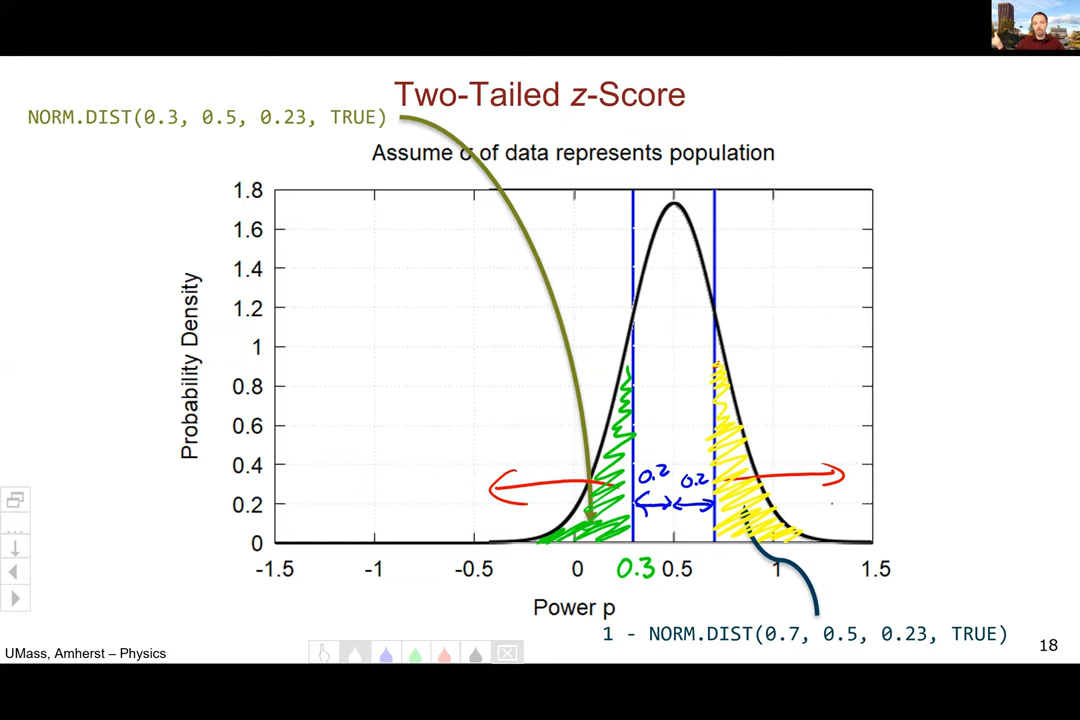 Two-Tailed z-Score
NORM.DIST(0.3, 0.5, 0.23, TRUE)
Assume σ of data represents population
1.8
1.6
1.4
1.2
1
0.8
0.6
0.4
0.2
0
Probability Density
0.2 0.2
-1.5 -1 -0.5 0 0.3 0.5 1 1.5
Power p
1 - NORM.DIST(0.7, 0.5, 0.23, TRUE)
UMass, Amherst – Physics
18